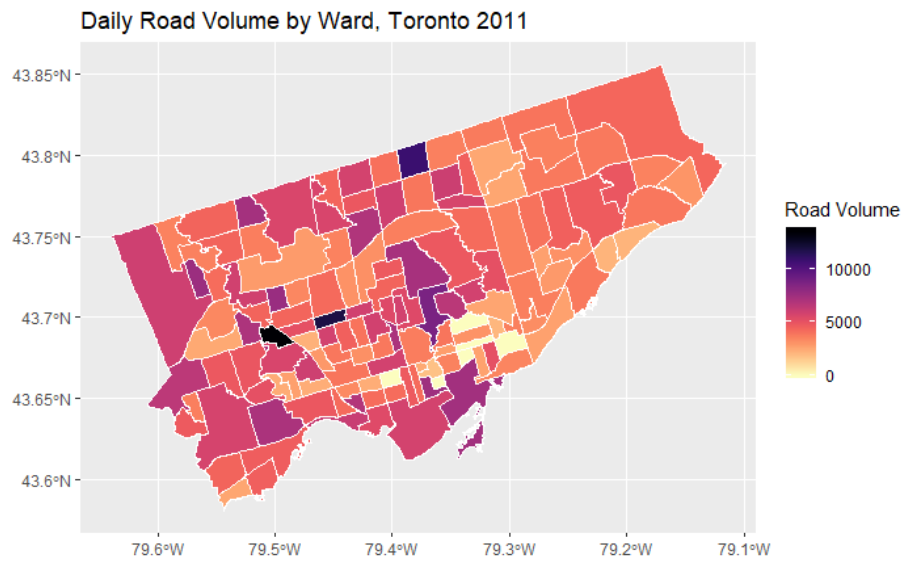 Daily Road Volume by Ward, Toronto 2011
43.85°N
43.8°N
43.75°N
43.7°N
43.65°N
43.6°N
79.6°W
79.5°W
79.4°W
79.3°W
79.2°W
79.1°W
Road Volume
10000
5000
0